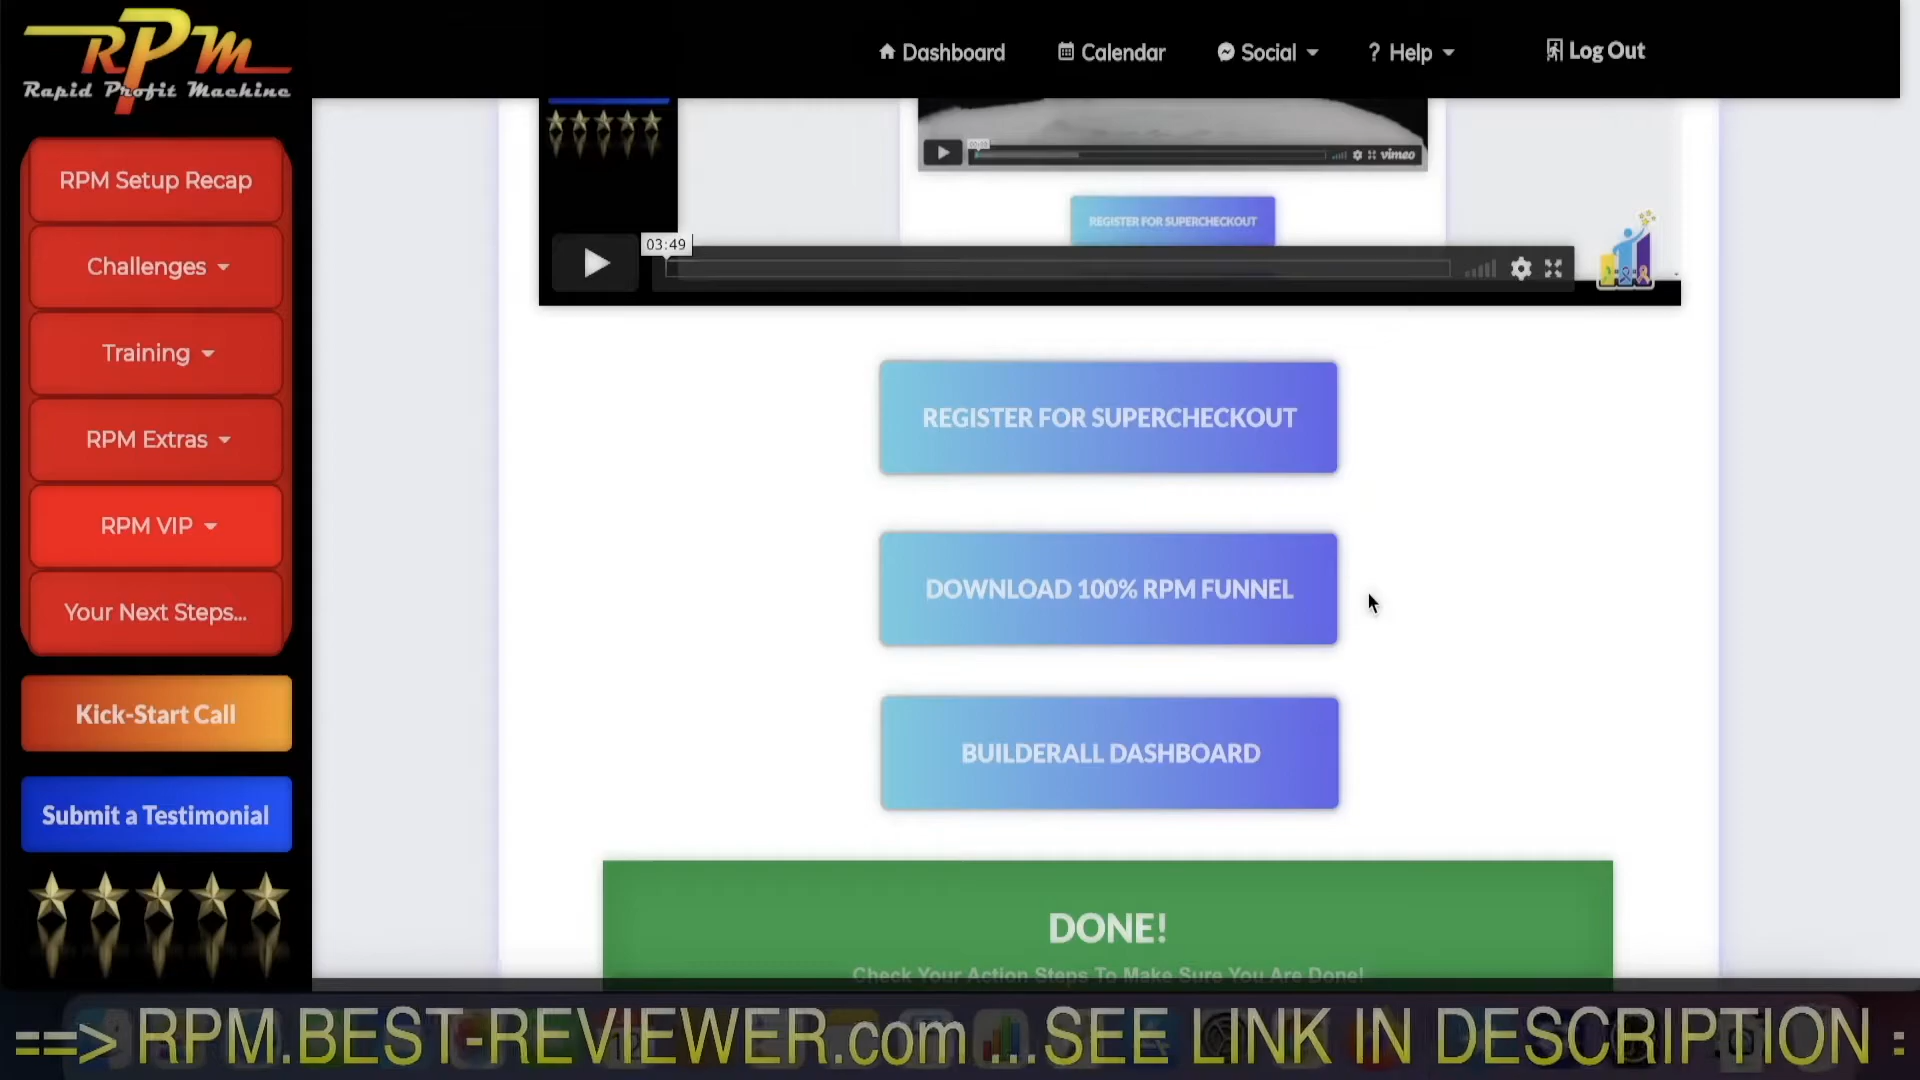 RPM
Rapid Profit Machine
Dashboard
Calendar
Social
? Help
Log Out
RPM Setup Recap
Challenges
Training
RPM Extras
RPM VIP
Your Next Steps...
Kick-Start Call
Submit a Testimonial
vimeo
REGISTER FOR SUPERCHECKOUT
03:49
REGISTER FOR SUPERCHECKOUT
DOWNLOAD 100% RPM FUNNEL
BUILDERALL DASHBOARD
DONE!
Check Your Action Steps To Make Sure You Are Done!
==> RPM.BEST-REVIEWER.com ...SEE LINK IN DESCRIPTION :